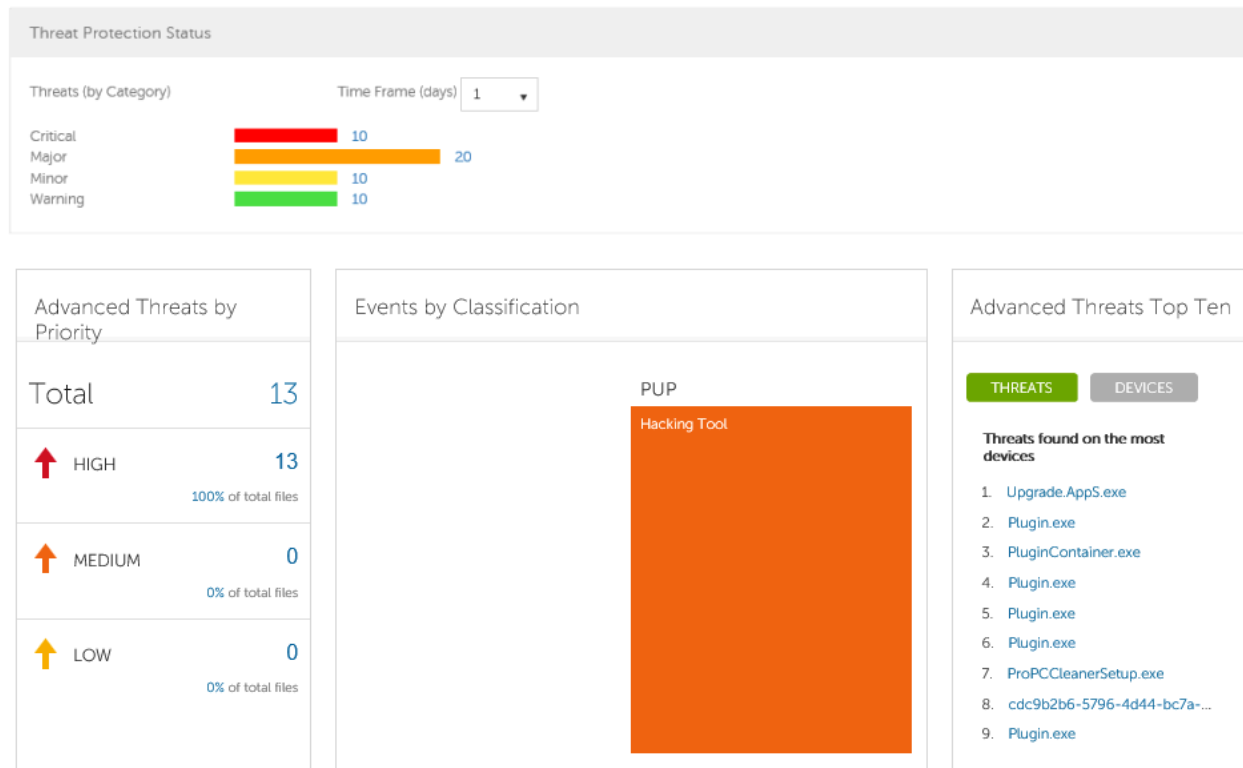 Threat Protection Status
Threats (by Category)
Time Frame (days) 1
Critical 10
Major 20
Minor 10
Warning 10
Advanced Threats by
Priority
Total 13
HIGH 13
100% of total files
MEDIUM 0
0% of total files
LOW 0
0% of total files
Events by Classification
PUP
Hacking Tool
Advanced Threats Top Ten
THREATS
DEVICES
Threats found on the most
devices
1. Upgrade.AppS.exe
2. Plugin.exe
3. PluginContainer.exe
4. Plugin.exe
5. Plugin.exe
6. Plugin.exe
7. ProPCCleanerSetup.exe
8. cdc9b2b6-5796-4d44-bc7a-...
9. Plugin.exe